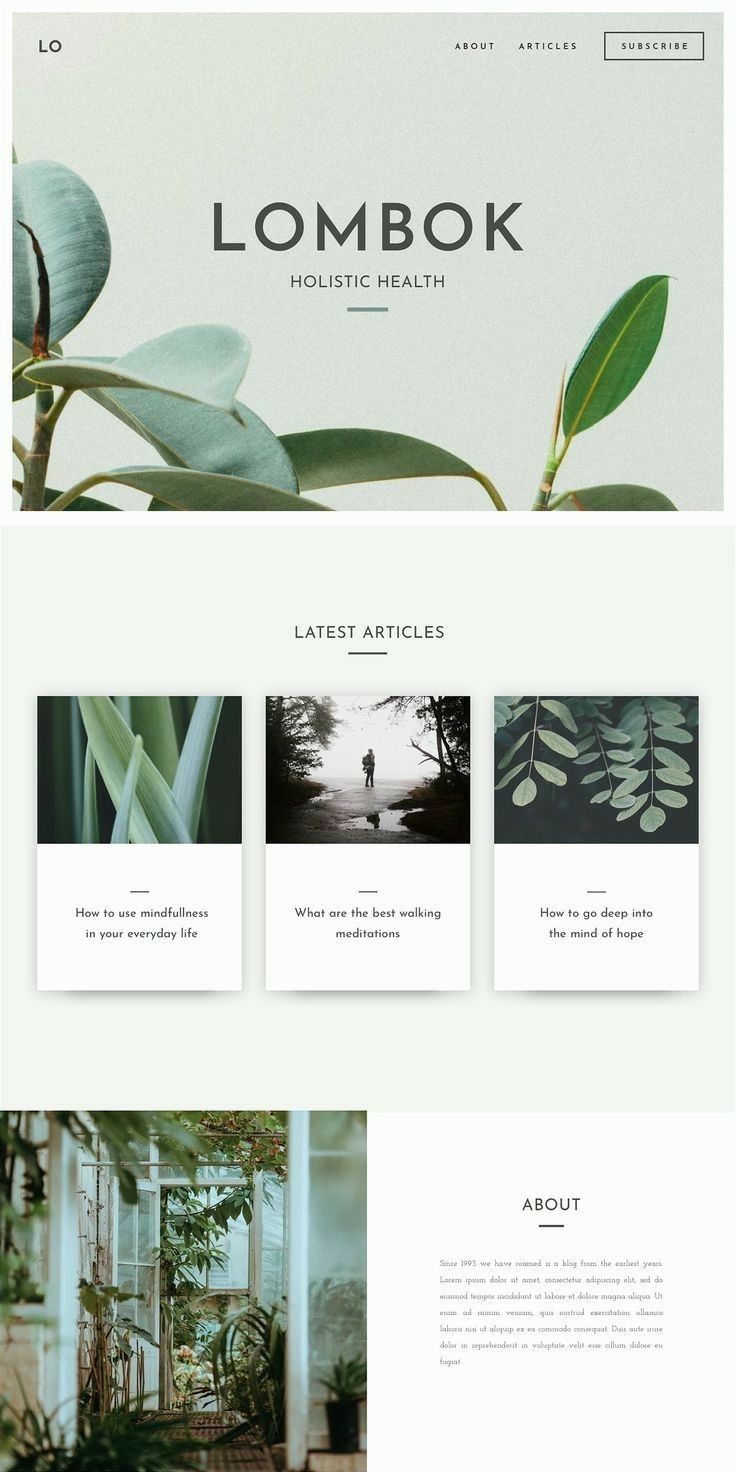 LO
ABOUT ARTICLES SUBSCRIBE
LOMBOK
HOLISTIC HEALTH
LATEST ARTICLES
How to use mindfullness
in your everyday life
What are the best walking
meditations
How to go deep into
the mind of hope
ABOUT
Since 1993 we have roamed is a blog from the earliest years.
Lorem ipsum dolor sit amet, consectetur adipiscing elit, sed do
eiusmod tempor incididunt ut labore et dolore magna aliqua. Ut
enim ad minim veniam, quis nostrud exercitation ullamco
laboris nisi ut aliquip ex ea commodo consequat. Duis aute irure
dolor in reprehenderit in voluptate velit esse cillum dolore eu
fugiat.